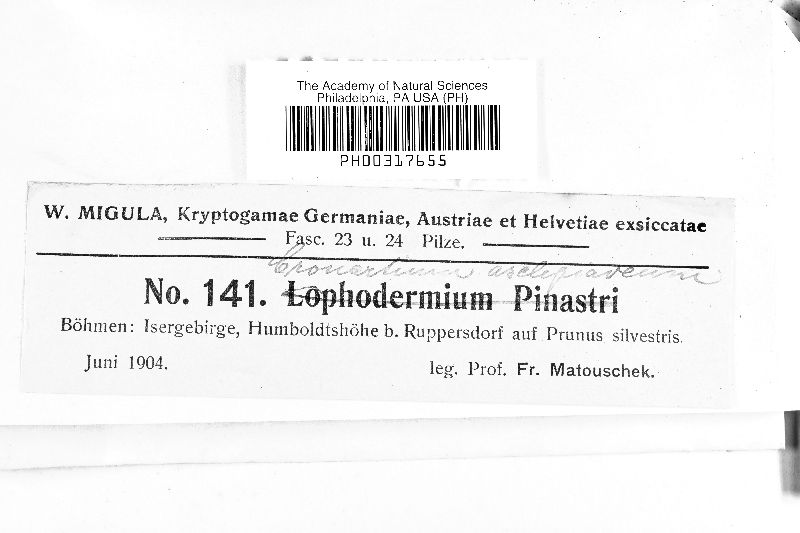 The Academy of Natural Sciences
Philadelphia, PA USA (PH)
PH00317655
W. MIGULA, Kryptogamae Germaniae, Austriae et Helvetiae exsiccatae
Fasc. 23 u. 24 Pilze.
Cronartium asclepiadeum
No. 141. Lophodermium Pinastri
Böhmen: Isergebirge, Humboldtshöhe b. Ruppersdorf auf Prunus silvestris.
Juni 1904.
leg. Prof. Fr. Matouschek.